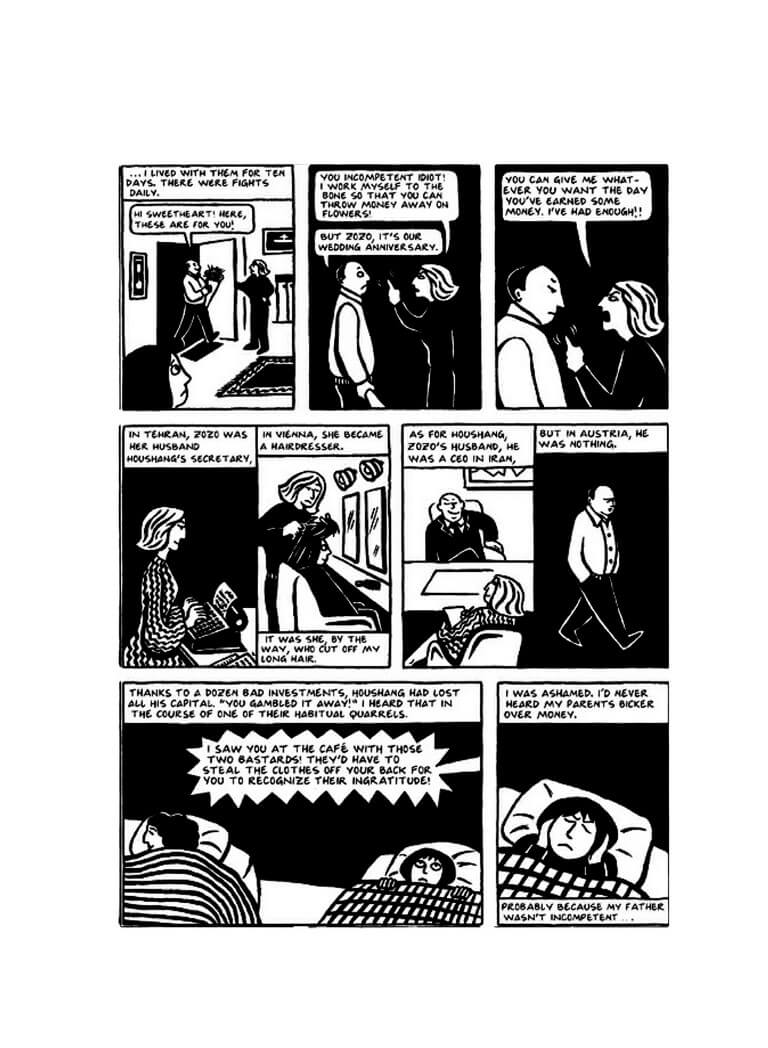 ...I LIVED WITH THEM FOR TEN
DAYS. THERE WERE FIGHTS
DAILY.
HI SWEETHEART! HERE,
THESE ARE FOR YOU!
YOU INCOMPETENT IDIOT!
I WORK MYSELF TO THE
BONE SO THAT YOU CAN
THROW MONEY AWAY ON
FLOWERS!
BUT ZOZO, IT'S OUR
WEDDING ANNIVERSARY.
YOU CAN GIVE ME WHAT-
EVER YOU WANT THE DAY
YOU'VE EARNED SOME
MONEY. I'VE HAD ENOUGH!!
IN TEHRAN, ZOZO WAS
HER HUSBAND
HOUSHANG'S SECRETARY,
IN VIENNA, SHE BECAME
A HAIRDRESSER.
IT WAS SHE, BY THE
WAY, WHO CUT OFF MY
LONG HAIR.
AS FOR HOUSHANG,
ZOZO'S HUSBAND, HE
WAS A CEO IN IRAN,
BUT IN AUSTRIA, HE
WAS NOTHING.
THANKS TO A DOZEN BAD INVESTMENTS, HOUSHANG HAD LOST
ALL HIS CAPITAL. "YOU GAMBLED IT AWAY!" I HEARD THAT IN
THE COURSE OF ONE OF THEIR HABITUAL QUARRELS.
I SAW YOU AT THE CAFÉ WITH THOSE
TWO BASTARDS! THEY'D HAVE TO
STEAL THE CLOTHES OFF YOUR BACK FOR
YOU TO RECOGNIZE THEIR INGRATITUDE!
I WAS ASHAMED. I'D NEVER
HEARD MY PARENTS BICKER
OVER MONEY.
PROBABLY BECAUSE MY FATHER
WASN'T INCOMPETENT...